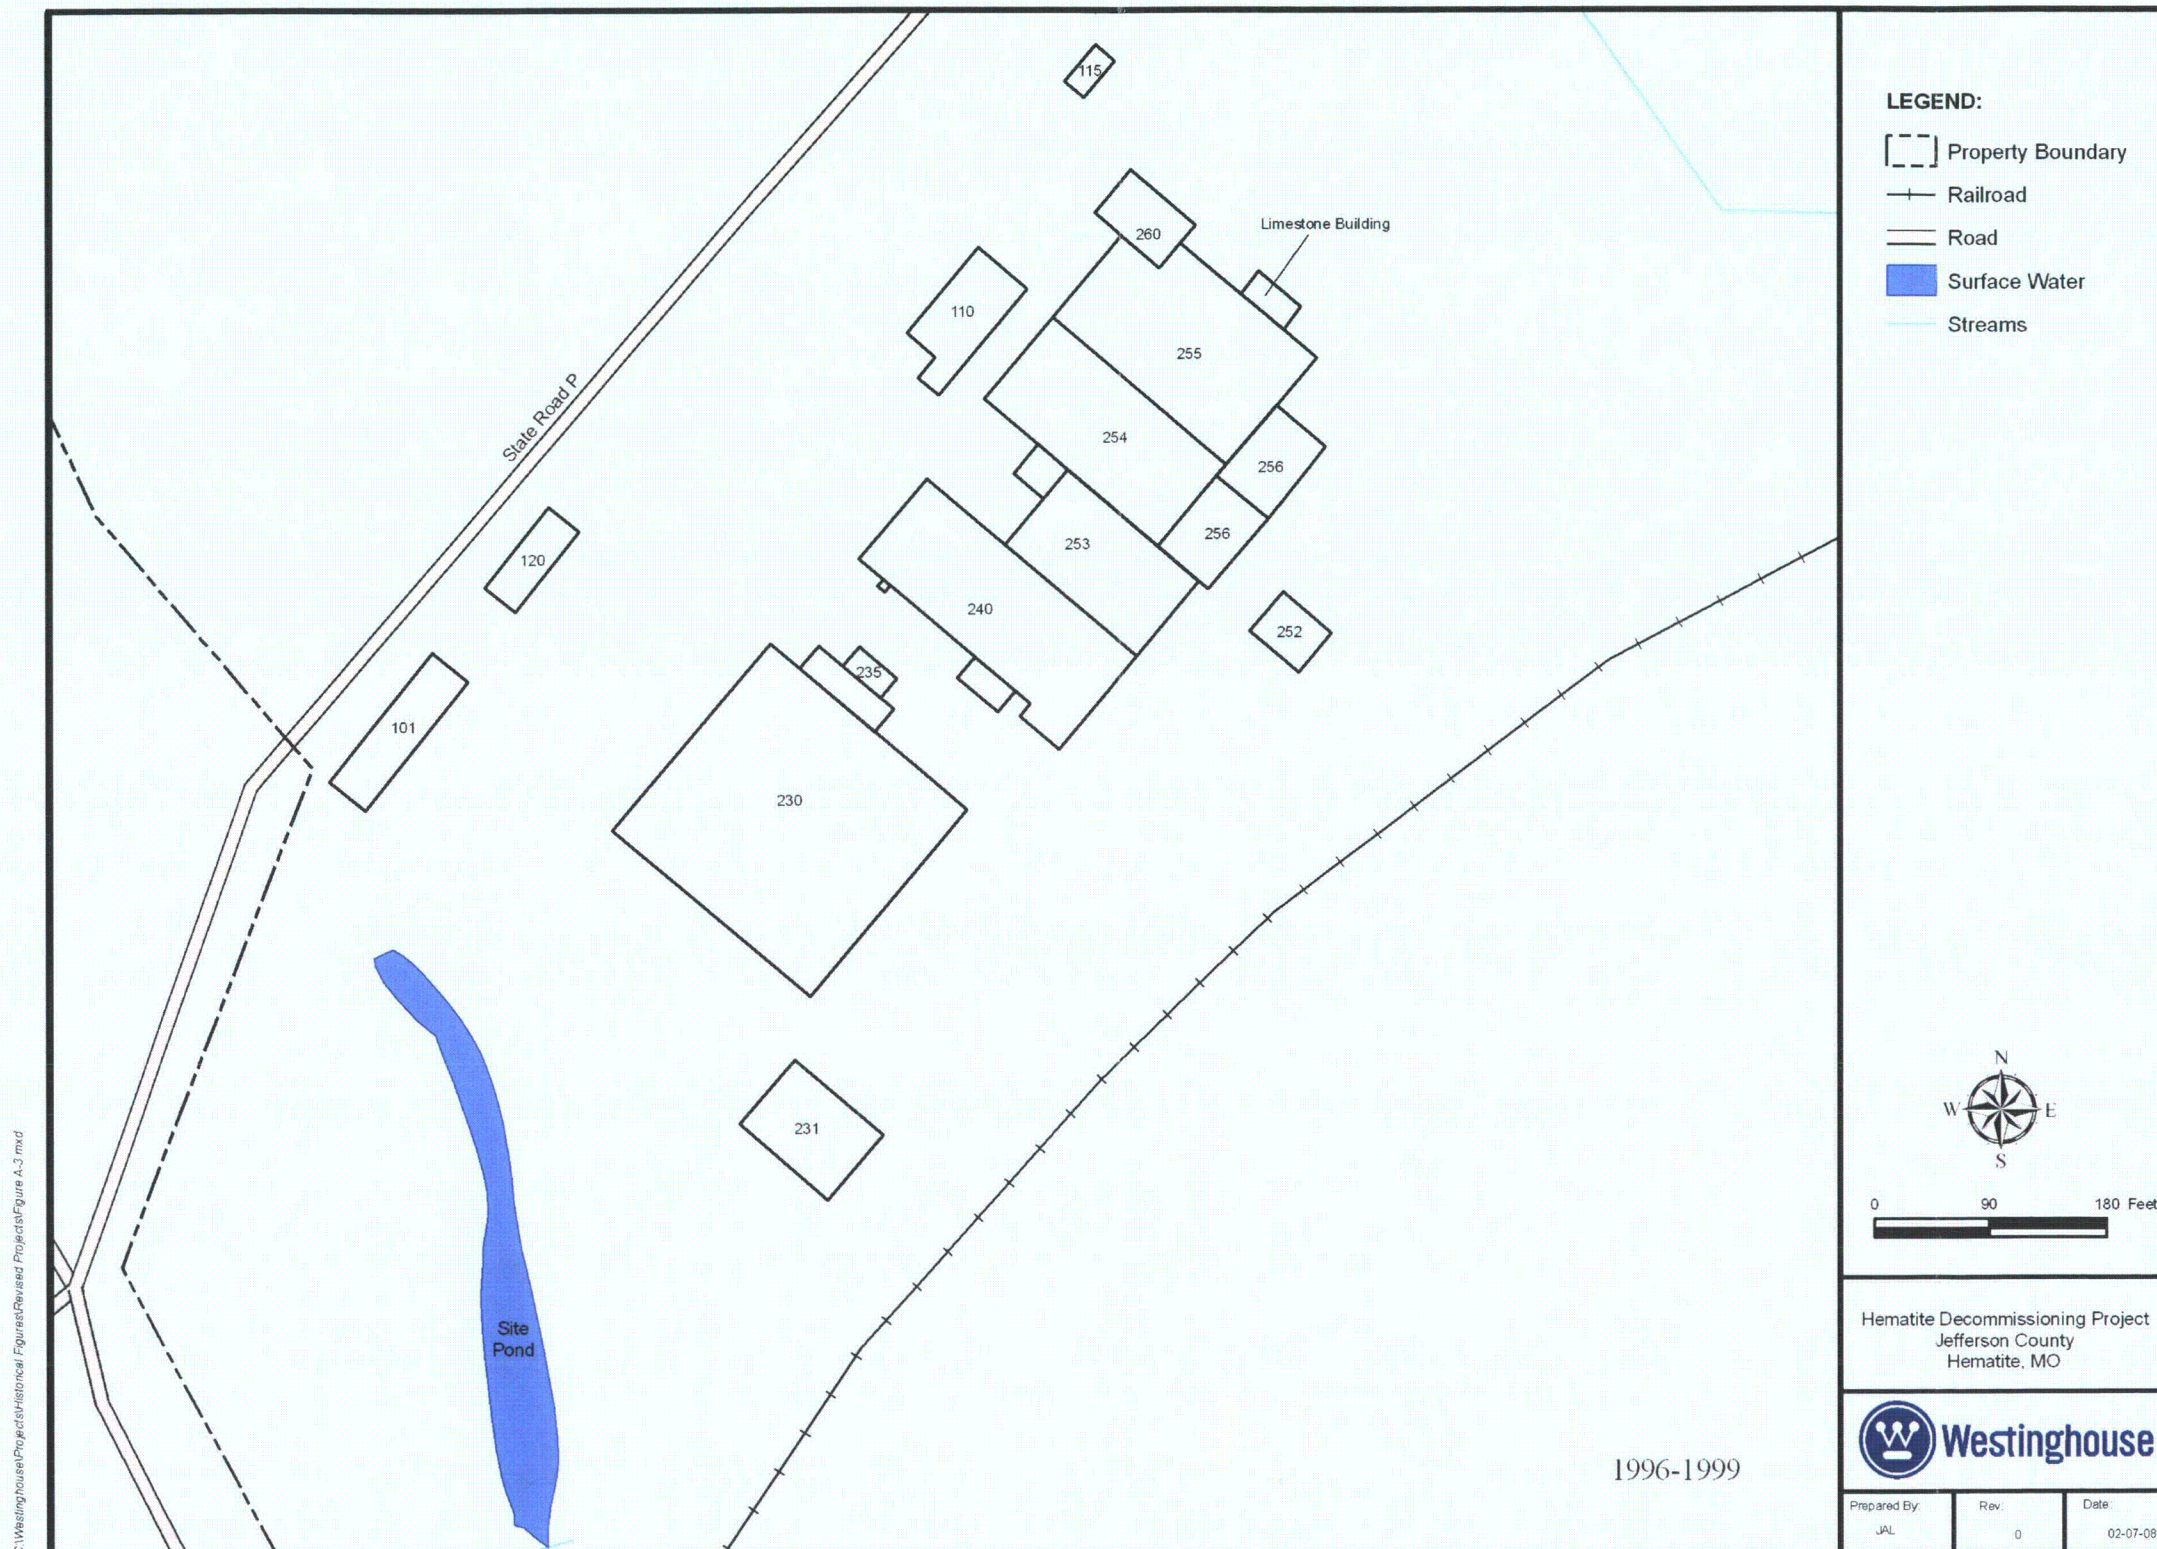 115
260
Limestone Building
110
255
254
State Road P
256
256
253
120
240
252
235
101
230
231
Site
Pond
1996-1999
C:\Westinghouse\Projects\Historical Figures\Revised Projects\Figure A-3.mxd
LEGEND:
Property Boundary
Railroad
Road
Surface Water
Streams
N
W E
S
0 90 180 Feet
Hematite Decommissioning Project
Jefferson County
Hematite, MO
Westinghouse
Prepared By: Rev: Date:
JAL 0 02-07-08